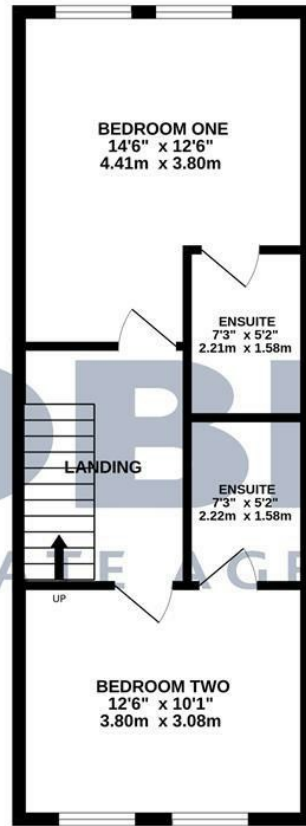 BEDROOM ONE
14'6" x 12'6"
4.41m x 3.80m
ENSUITE
7'3" x 5'2"
2.21m x 1.58m
LANDING
ENSUITE
7'3" x 5'2"
2.22m x 1.58m
UP
BEDROOM TWO
12'6" x 10'1"
3.80m x 3.08m